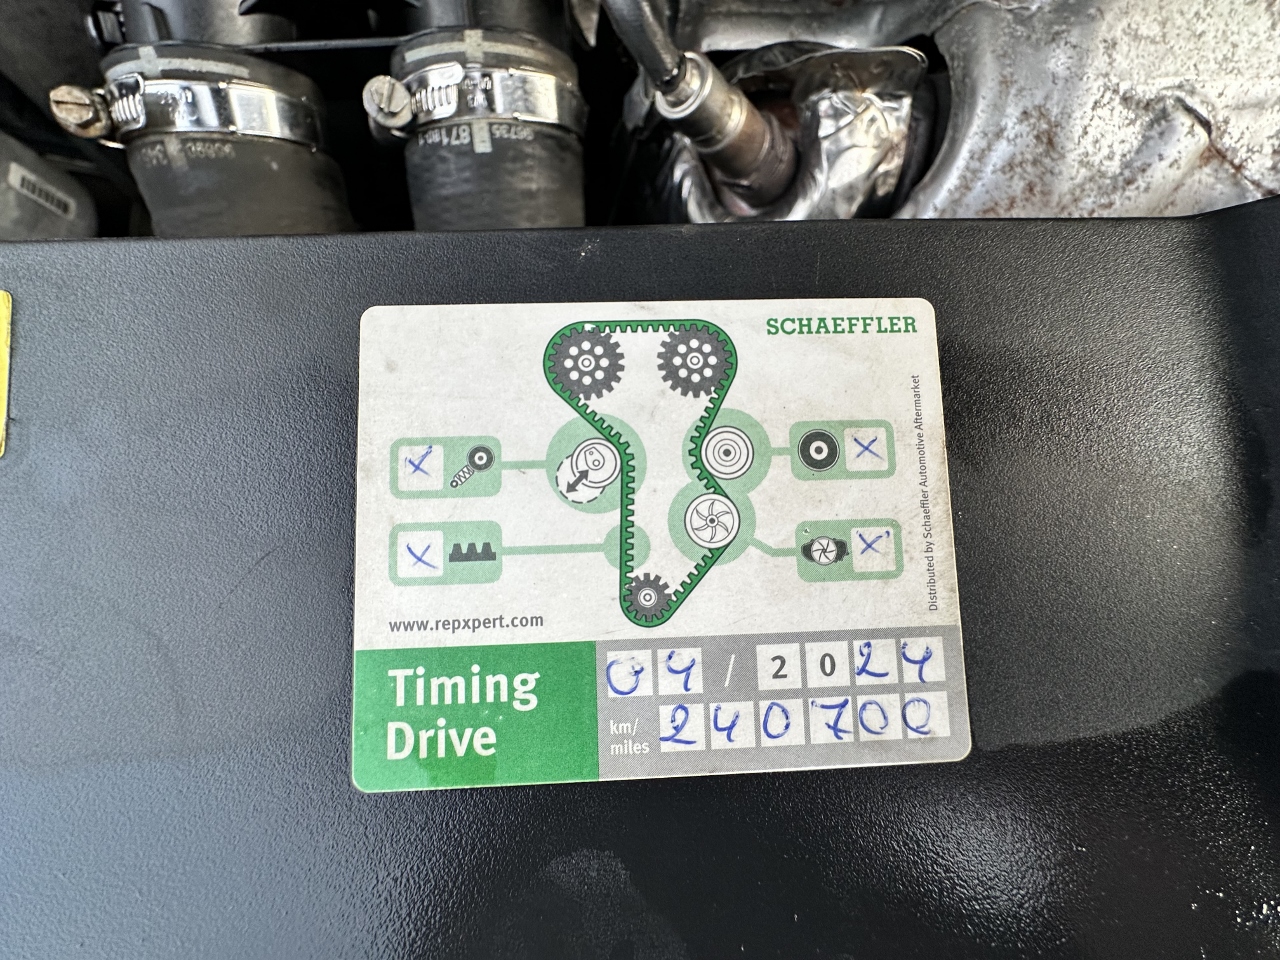 SCHAEFFLER
Distributed by Schaeffler Automotive Aftermarket
X
X
X
X
www.repxpert.com
Timing
Drive
04 / 2024
km/
miles
240700